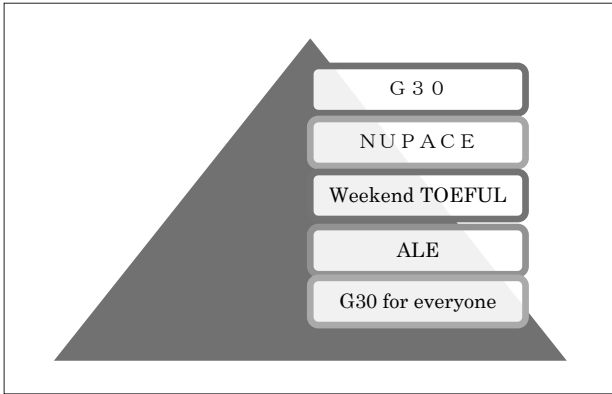 Ｇ３０
ＮＵＰＡＣＥ
Weekend TOEFUL
ALE
G30 for everyone